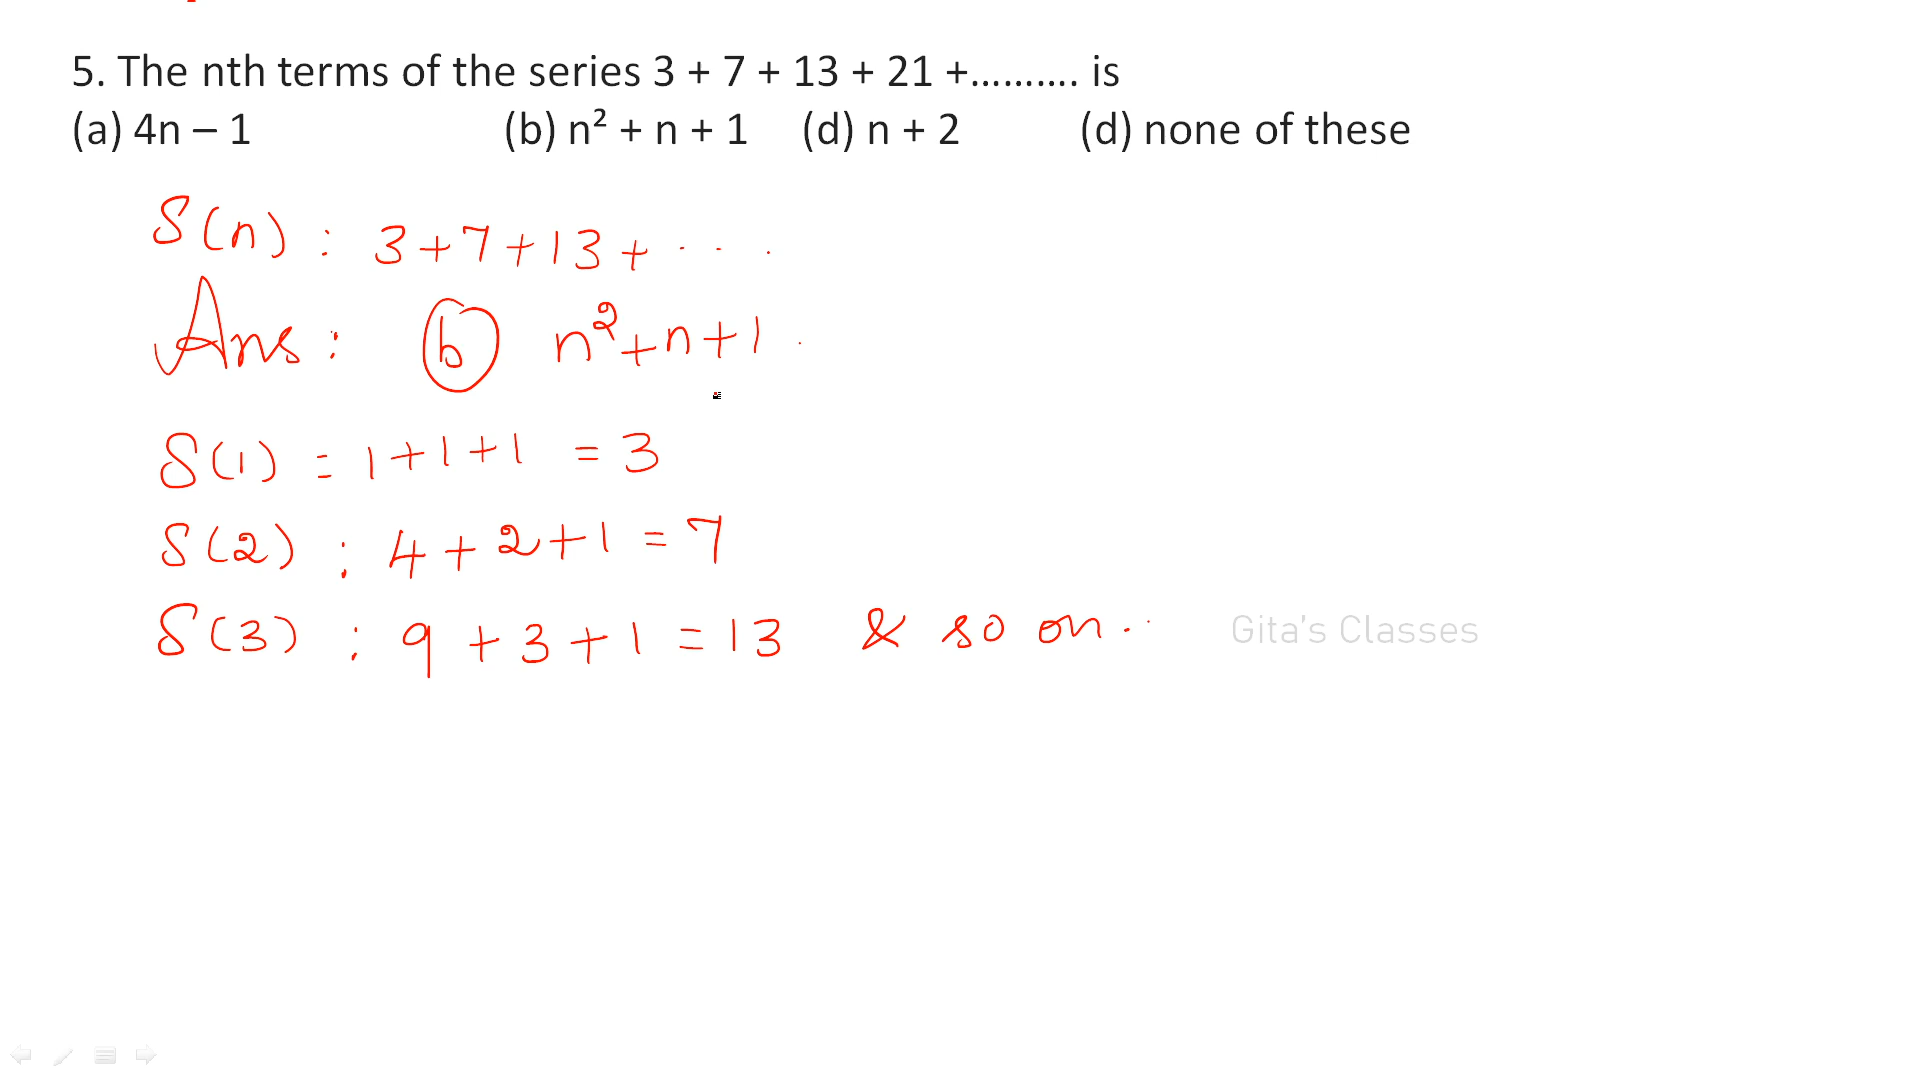 5. The nth terms of the series 3 + 7 + 13 + 21 +.......... is
(a) 4n – 1 (b) n² + n + 1 (d) n + 2 (d) none of these
S(n) : 3+7+13+ . . .
Ans : (b) n²+n+1 .
S(1) = 1+1+1 = 3
S(2) : 4+2+1 = 7
S(3) : 9+3+1 = 13 & so on . .
Gita's Classes